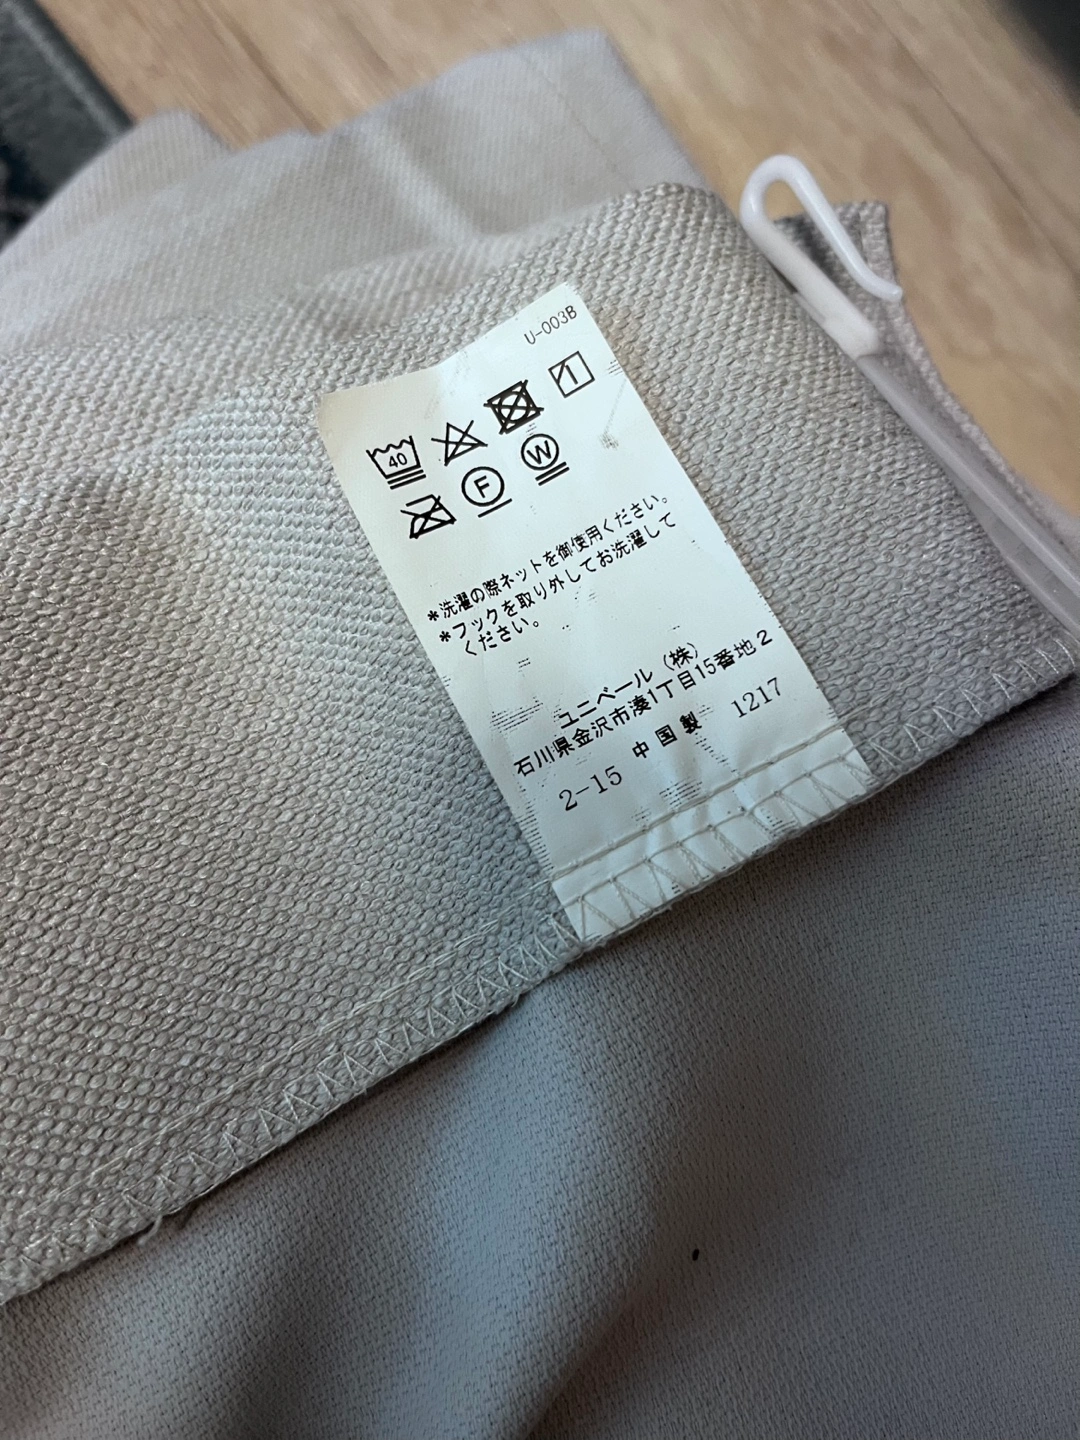 U-003B
40
F
W
*洗濯の際ネットを御使用ください。
*フックを取り外してお洗濯して
ください。
ユニベール(株)
石川県金沢市湊1丁目15番地2
2-15 中国製 1217